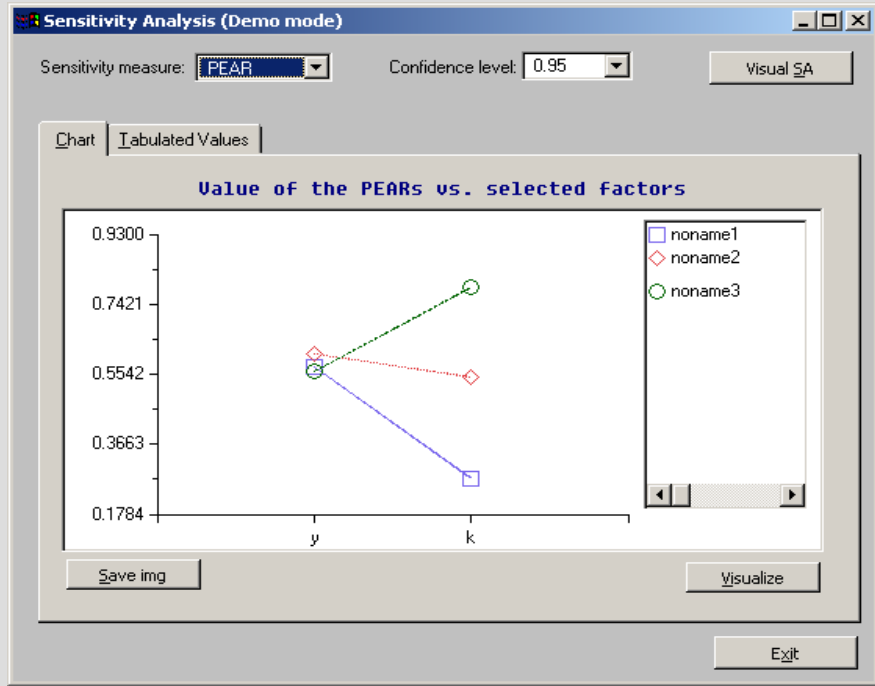 Sensitivity Analysis (Demo mode)
Sensitivity measure: PEAR Confidence level: 0.95 Visual SA
Chart Tabulated Values
Value of the PEARs vs. selected factors
0.9300
0.7421
0.5542
0.3663
0.1784
y k
noname1
noname2
noname3
Save img Visualize
Exit